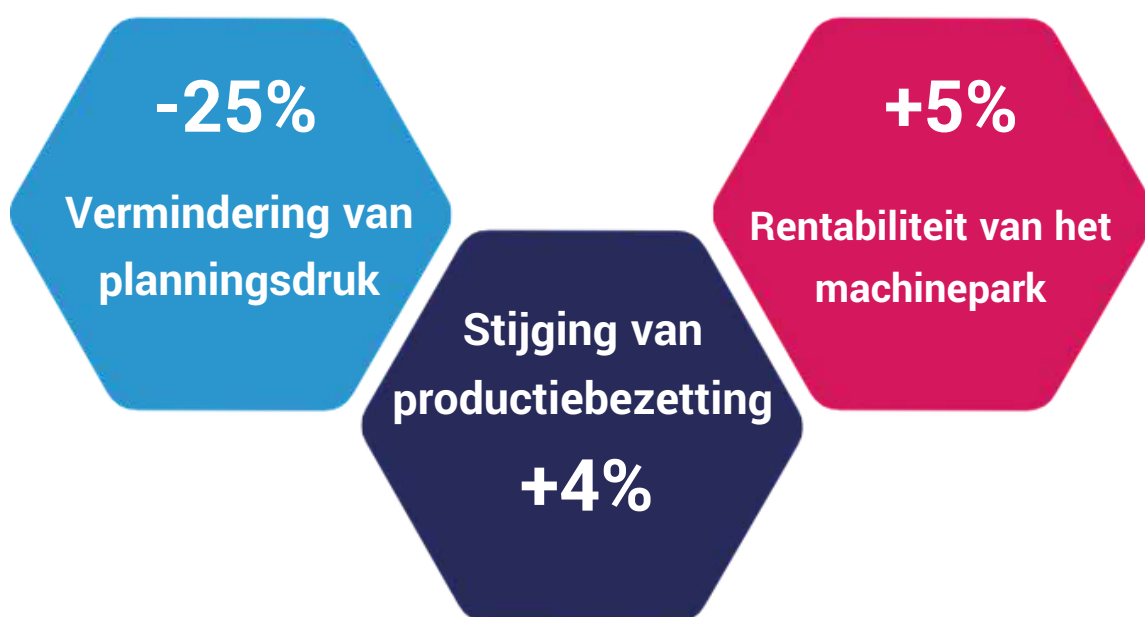 -25%
Vermindering van
planningsdruk
Stijging van
productiebezetting
+4%
+5%
Rentabiliteit van het
machinepark